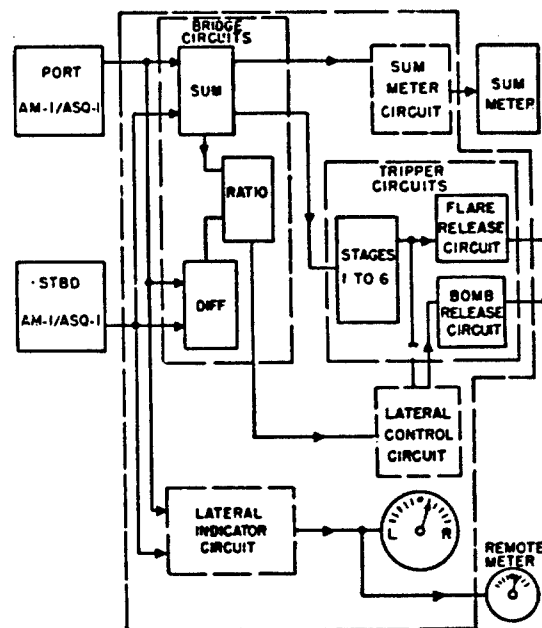 BRIDGE
CIRCUITS
PORT
AM-1/ASQ-1
SUM
SUM
METER
CIRCUIT
SUM
METER
RATIO
TRIPPER
CIRCUITS
FLARE
RELEASE
CIRCUIT
STAGES
1 TO 6
STBD
AM-1/ASQ-1
DIFF
BOMB
RELEASE
CIRCUIT
LATERAL
CONTROL
CIRCUIT
LATERAL
INDICATOR
CIRCUIT
L R
REMOTE
METER